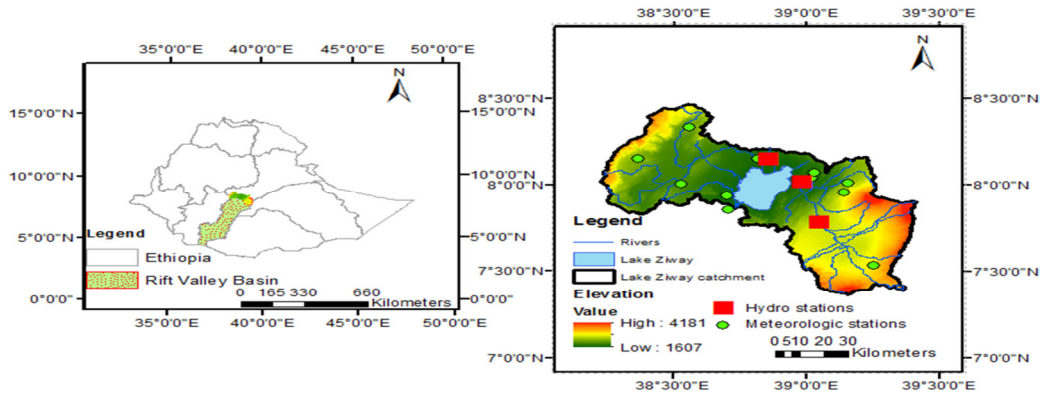 35°0'0"E 40°0'0"E 45°0'0"E 50°0'0"E
N
15°0'0"N 15°0'0"N
10°0'0"N 10°0'0"N
5°0'0"N 5°0'0"N
0°0'0" 0°0'0"
Legend
Ethiopia
Rift Valley Basin
0 165 330 660
Kilometers
35°0'0"E 40°0'0"E 45°0'0"E 50°0'0"E
38°30'0"E 39°0'0"E 39°30'0"E
N
8°30'0"N 8°30'0"N
8°0'0"N 8°0'0"N
7°30'0"N 7°30'0"N
7°0'0"N 7°0'0"N
Legend
Rivers
Lake Ziway
Lake Ziway catchment
Elevation
Value
High : 4181
Low : 1607
Hydro stations
Meteorologic stations
0 510 20 30
Kilometers
38°30'0"E 39°0'0"E 39°30'0"E